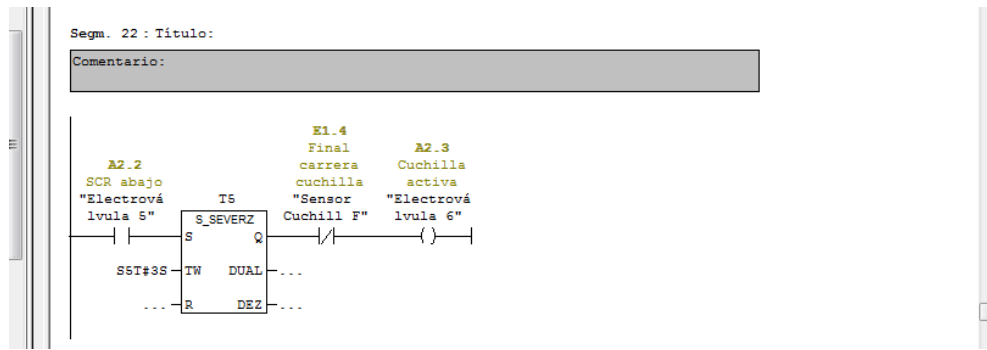 Segm. 22 : Título:
Comentario:
E1.4
Final
carrera
cuchilla
"Sensor
Cuchill F"
A2.3
Cuchilla
activa
"Electrová
lvula 6"
A2.2
SCR abajo
"Electrová
lvula 5"
T5
S_SEVERZ
S Q
S5T#3S TW DUAL ...
... R DEZ ...